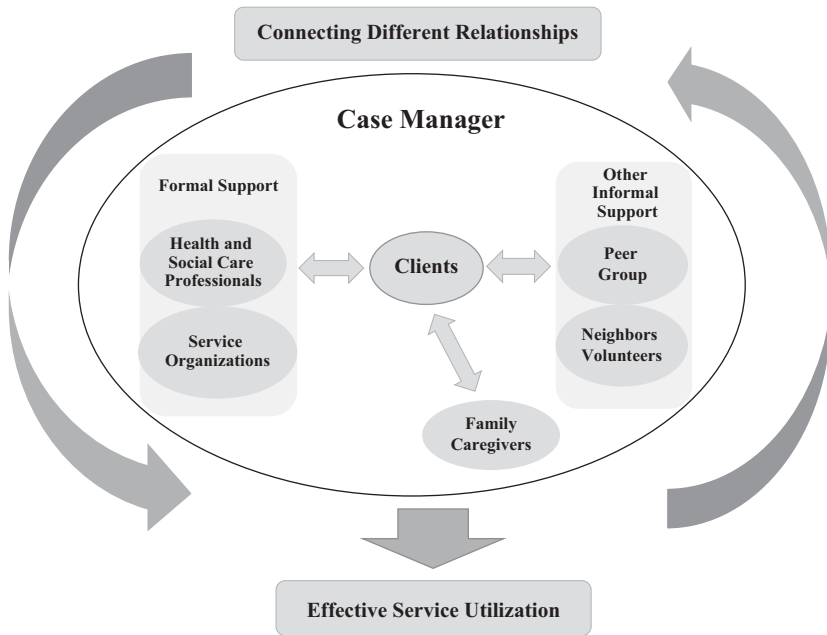 Connecting Different Relationships
Case Manager
Formal Support
Health and
Social Care
Professionals
Service
Organizations
Clients
Other
Informal
Support
Peer
Group
Neighbors
Volunteers
Family
Caregivers
Effective Service Utilization